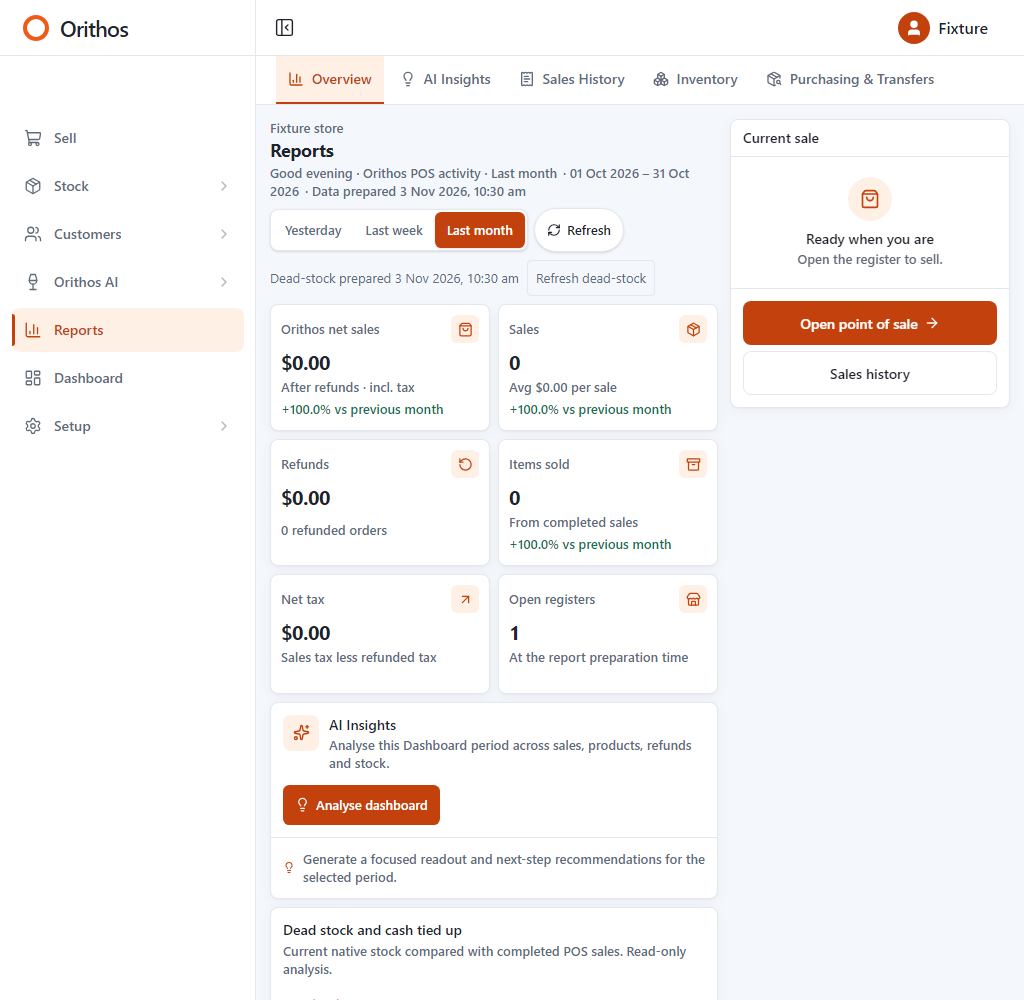 Orithos
Fixture
Sell
Stock
Customers
Orithos AI
Reports
Dashboard
Setup
Overview
AI Insights
Sales History
Inventory
Purchasing & Transfers
Fixture store
Reports
Good evening · Orithos POS activity · Last month · 01 Oct 2026 – 31 Oct
2026 · Data prepared 3 Nov 2026, 10:30 am
Yesterday
Last week
Last month
Refresh
Dead-stock prepared 3 Nov 2026, 10:30 am
Refresh dead-stock
Orithos net sales
$0.00
After refunds · incl. tax
+100.0% vs previous month
Sales
0
Avg $0.00 per sale
+100.0% vs previous month
Refunds
$0.00
0 refunded orders
Items sold
0
From completed sales
+100.0% vs previous month
Net tax
$0.00
Sales tax less refunded tax
Open registers
1
At the report preparation time
AI Insights
Analyse this Dashboard period across sales, products, refunds
and stock.
Analyse dashboard
Generate a focused readout and next-step recommendations for the
selected period.
Dead stock and cash tied up
Current native stock compared with completed POS sales. Read-only
analysis.
Current sale
Ready when you are
Open the register to sell.
Open point of sale
Sales history